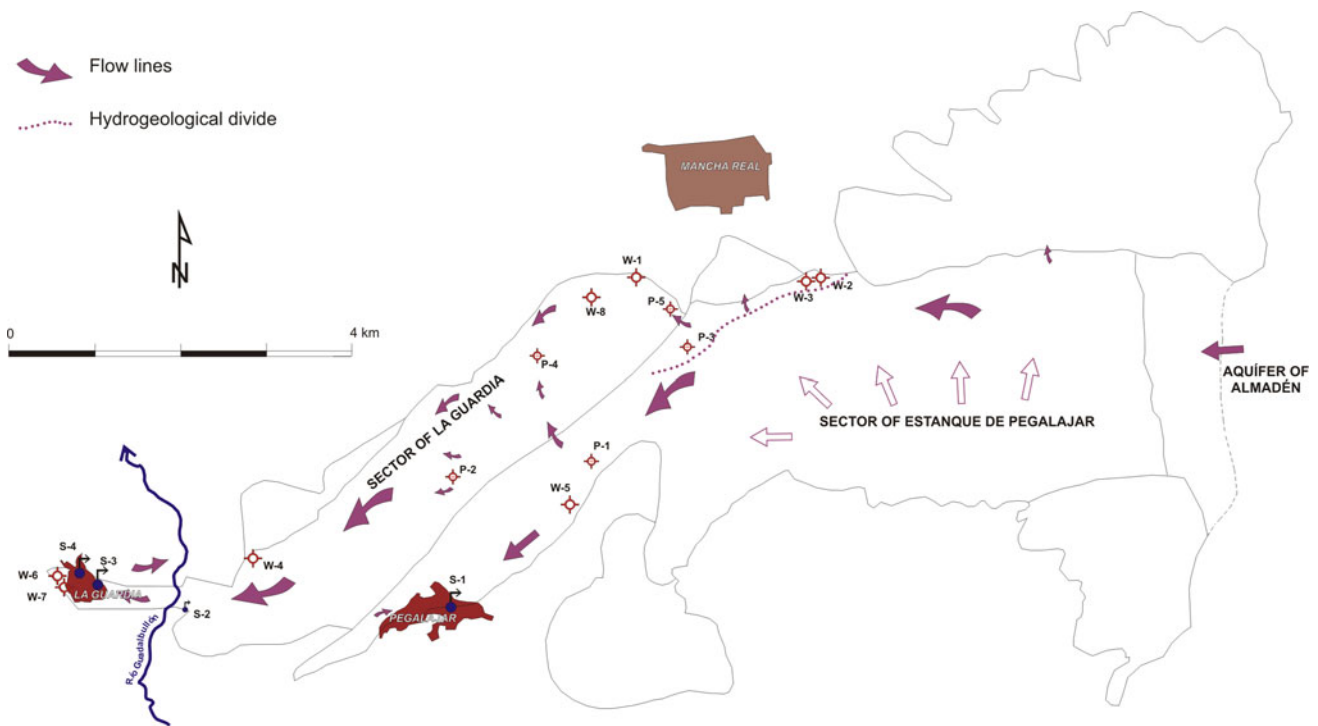 Flow lines
Hydrogeological divide
MANCHA REAL
N
0
4 km
W-1
W-8
P-5
W-3
W-2
P-3
P-4
AQUÍFER OF
ALMADÉN
SECTOR OF LA GUARDIA
SECTOR OF ESTANQUE DE PEGALAJAR
P-1
P-2
W-5
S-4
S-3
W-4
W-6
W-7
LA GUARDIA
S-1
S-2
PEGALAJAR
Río Guadalbullón